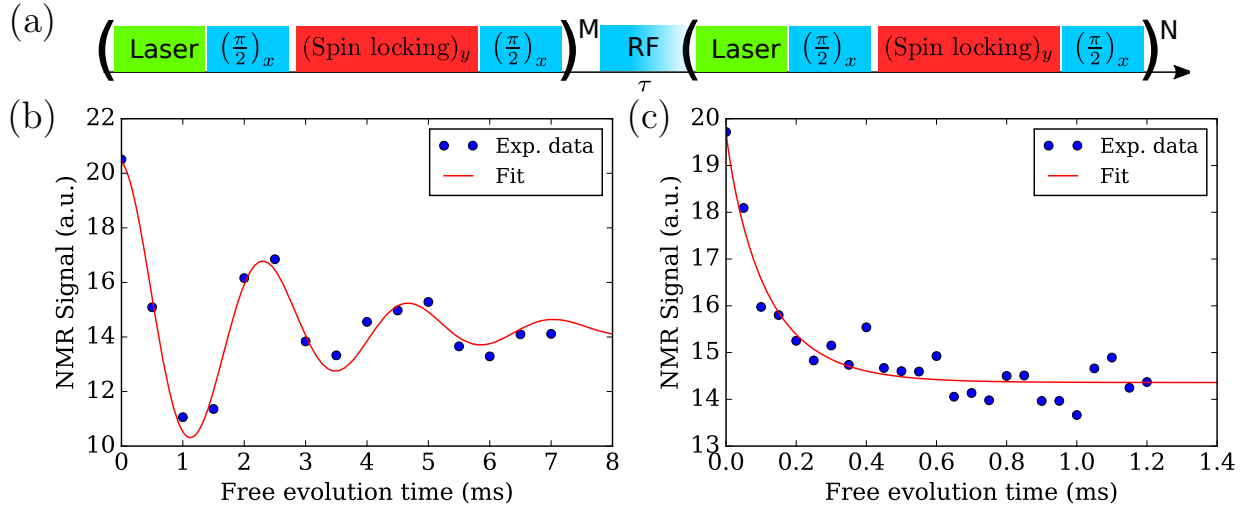 (a)
( Laser (π/2)x (Spin locking)y (π/2)x )M RF ( Laser (π/2)x (Spin locking)y (π/2)x )N
τ
(b)
NMR Signal (a.u.)
22
20
18
16
14
12
10
Exp. data
Fit
0 1 2 3 4 5 6 7 8
Free evolution time (ms)
(c)
NMR Signal (a.u.)
20
19
18
17
16
15
14
13
Exp. data
Fit
0.0 0.2 0.4 0.6 0.8 1.0 1.2 1.4
Free evolution time (ms)